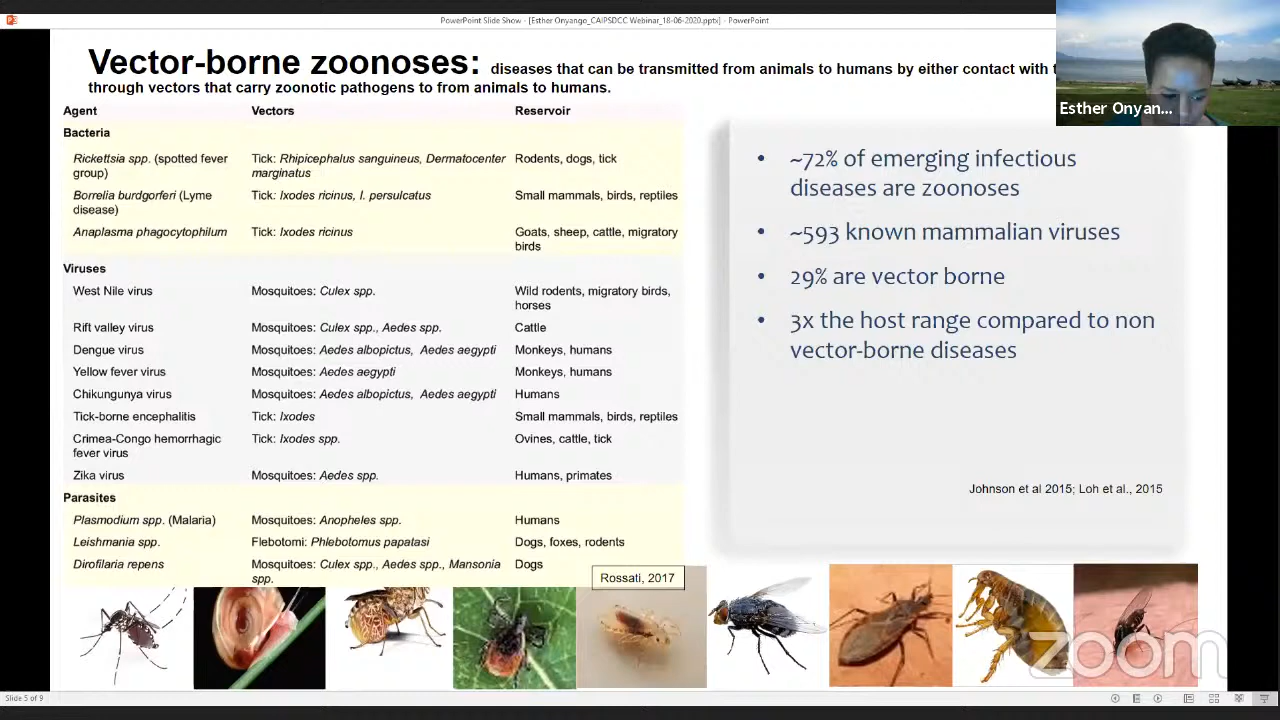 PowerPoint Slide Show - [Esther Onyango_CAIPSDCC Webinar_18-06-2020.pptx] - PowerPoint
Vector-borne zoonoses: diseases that can be transmitted from animals to humans by either contact with
through vectors that carry zoonotic pathogens to from animals to humans.
Esther Onyan...
Agent Vectors Reservoir
Bacteria
Rickettsia spp. (spotted fever Tick: Rhipicephalus sanguineus, Dermatocenter Rodents, dogs, tick
group) marginatus
Borrelia burdgorferi (Lyme Tick: Ixodes ricinus, I. persulcatus Small mammals, birds, reptiles
disease)
Anaplasma phagocytophilum Tick: Ixodes ricinus Goats, sheep, cattle, migratory
birds
Viruses
West Nile virus Mosquitoes: Culex spp. Wild rodents, migratory birds,
horses
Rift valley virus Mosquitoes: Culex spp., Aedes spp. Cattle
Dengue virus Mosquitoes: Aedes albopictus, Aedes aegypti Monkeys, humans
Yellow fever virus Mosquitoes: Aedes aegypti Monkeys, humans
Chikungunya virus Mosquitoes: Aedes albopictus, Aedes aegypti Humans
Tick-borne encephalitis Tick: Ixodes Small mammals, birds, reptiles
Crimea-Congo hemorrhagic Tick: Ixodes spp. Ovines, cattle, tick
fever virus
Zika virus Mosquitoes: Aedes spp. Humans, primates
Parasites
Plasmodium spp. (Malaria) Mosquitoes: Anopheles spp. Humans
Leishmania spp. Flebotomi: Phlebotomus papatasi Dogs, foxes, rodents
Dirofilaria repens Mosquitoes: Culex spp., Aedes spp., Mansonia Dogs
spp.
Rossati, 2017
• ~72% of emerging infectious
diseases are zoonoses
• ~593 known mammalian viruses
• 29% are vector borne
• 3x the host range compared to non
vector-borne diseases
Johnson et al 2015; Loh et al., 2015
zoom
Slide 5 of 9